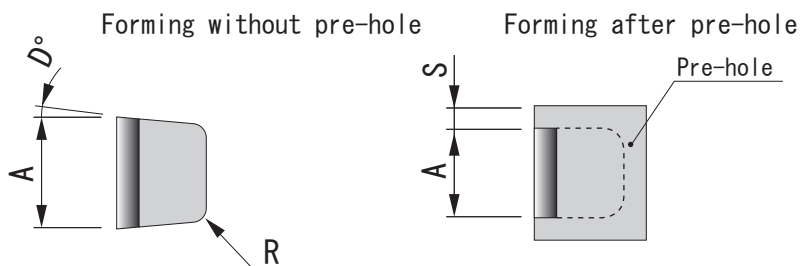 Forming without pre-hole
Forming after pre-hole
D°
A
R
S
A
Pre-hole